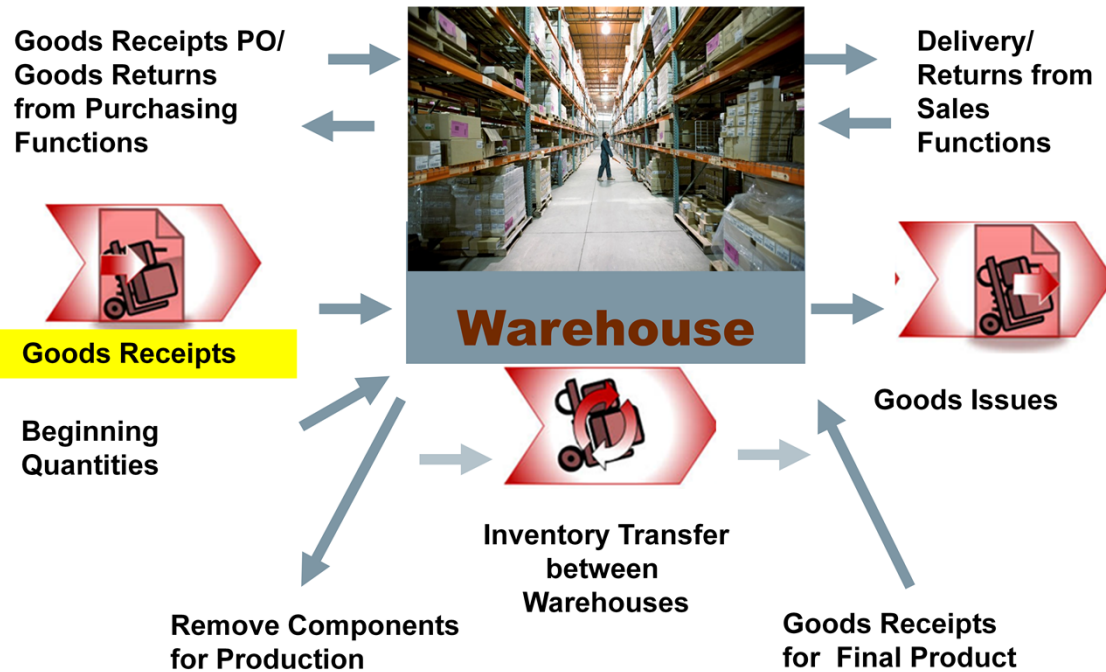 Goods Receipts PO/
Goods Returns
from Purchasing
Functions
Delivery/
Returns from
Sales
Functions
Warehouse
Goods Receipts
Goods Issues
Beginning
Quantities
Inventory Transfer
between
Warehouses
Remove Components
for Production
Goods Receipts
for  Final Product